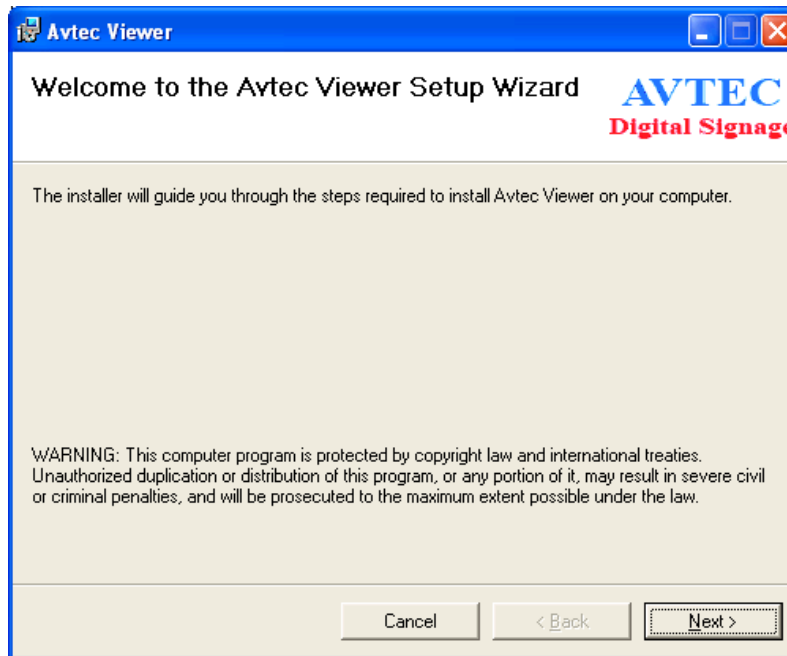 Avtec Viewer
Welcome to the Avtec Viewer Setup Wizard
AVTEC
Digital Signage
The installer will guide you through the steps required to install Avtec Viewer on your computer.
WARNING: This computer program is protected by copyright law and international treaties.
Unauthorized duplication or distribution of this program, or any portion of it, may result in severe civil
or criminal penalties, and will be prosecuted to the maximum extent possible under the law.
Cancel
< Back
Next >